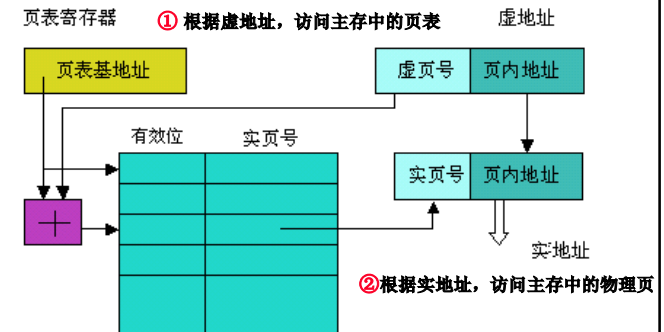 页表寄存器
① 根据虚地址，访问主存中的页表
虚地址
页表基地址
虚页号 页内地址
有效位 实页号
实页号 页内地址
实地址
②根据实地址，访问主存中的物理页